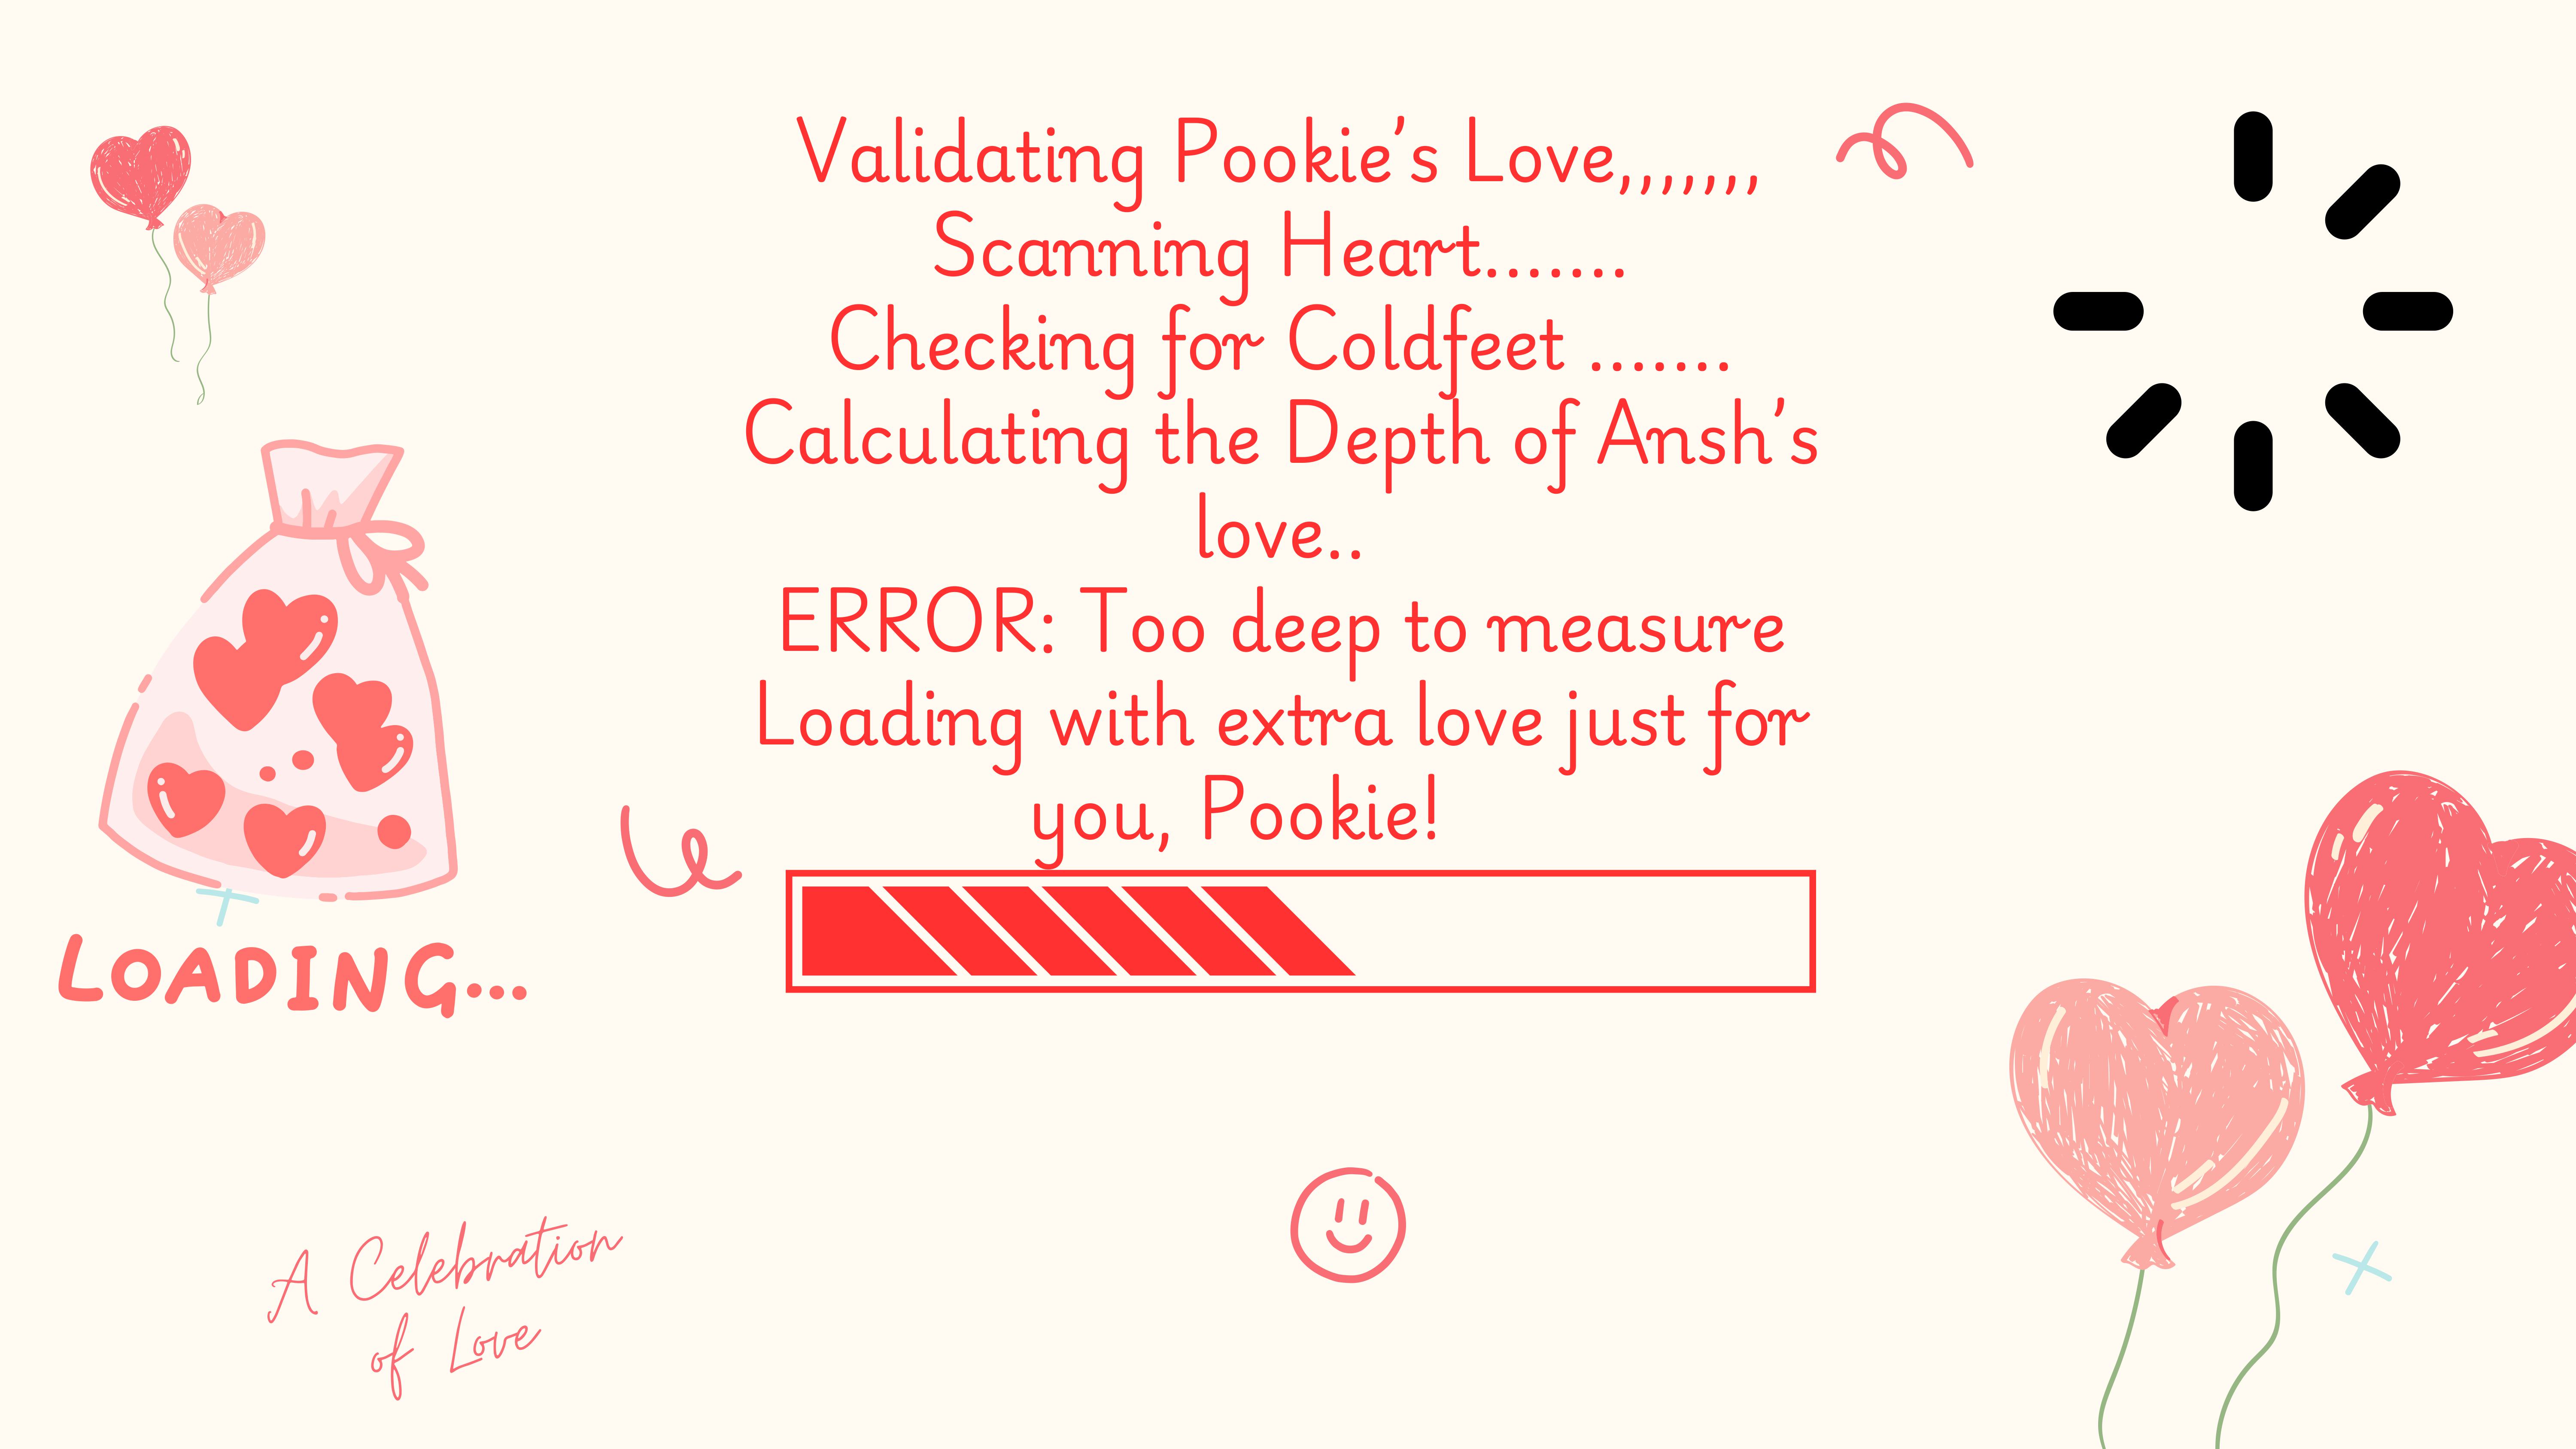 Validating Pookie’s Love,,,,,,,
Scanning Heart.......
Checking for Coldfeet .......
Calculating the Depth of Ansh’s
love..
ERROR: Too deep to measure
Loading with extra love just for
you, Pookie!
LOADING...
A Celebration
of Love